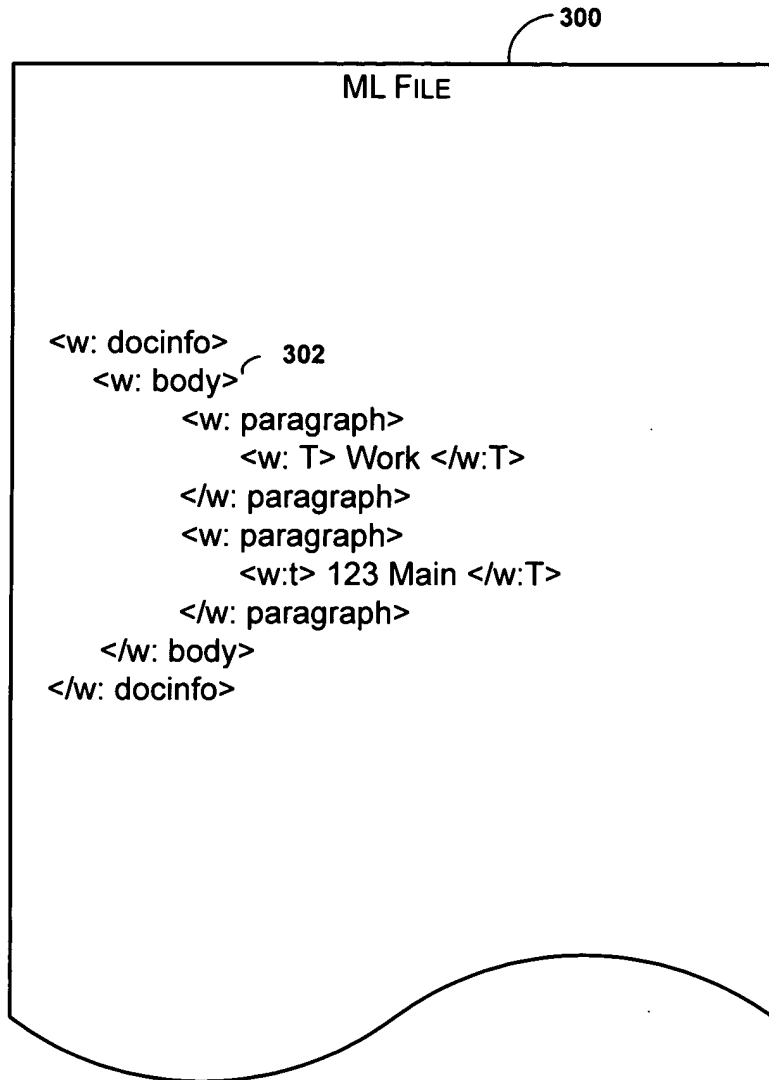 300
ML FILE
<w: docinfo>
<w: body> 302
<w: paragraph>
<w: T> Work </w:T>
</w: paragraph>
<w: paragraph>
<w:t> 123 Main </w:T>
</w: paragraph>
</w: body>
</w: docinfo>